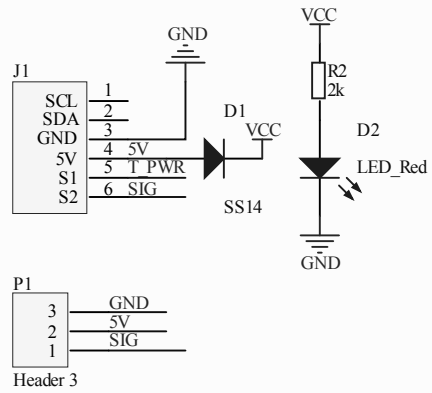 VCC
GND
J1
R2
2k
SCL 1
SDA 2
GND 3
5V 4 5V
S1 5 T_PWR
S2 6 SIG
D1
VCC
SS14
D2
LED_Red
GND
P1
3 GND
2 5V
1 SIG
Header 3